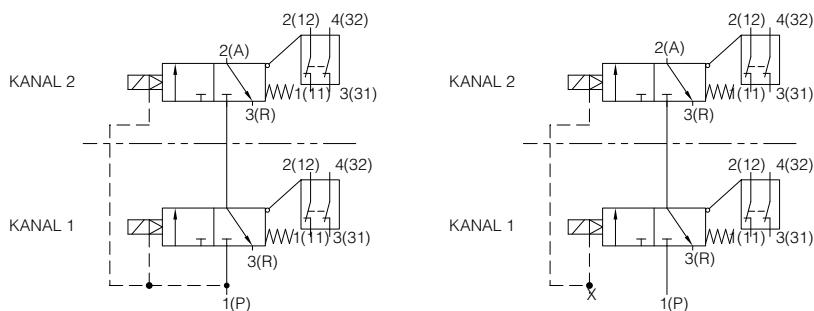 2(12) 4(32) 2(12) 4(32)
2(A) 2(A)
KANAL 2 KANAL 2
1(11) 3(31) 1(11) 3(31)
3(R) 3(R)
2(12) 4(32) 2(12) 4(32)
KANAL 1 KANAL 1
1(11) 3(31) 1(11) 3(31)
3(R) 3(R)
X
1(P) 1(P)